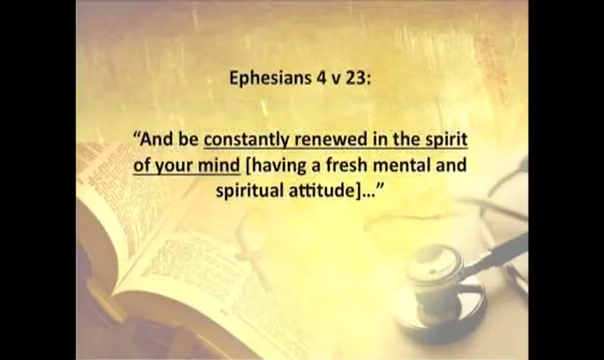 Ephesians 4 v 23:
“And be constantly renewed in the spirit
of your mind [having a fresh mental and
spiritual attitude]...”